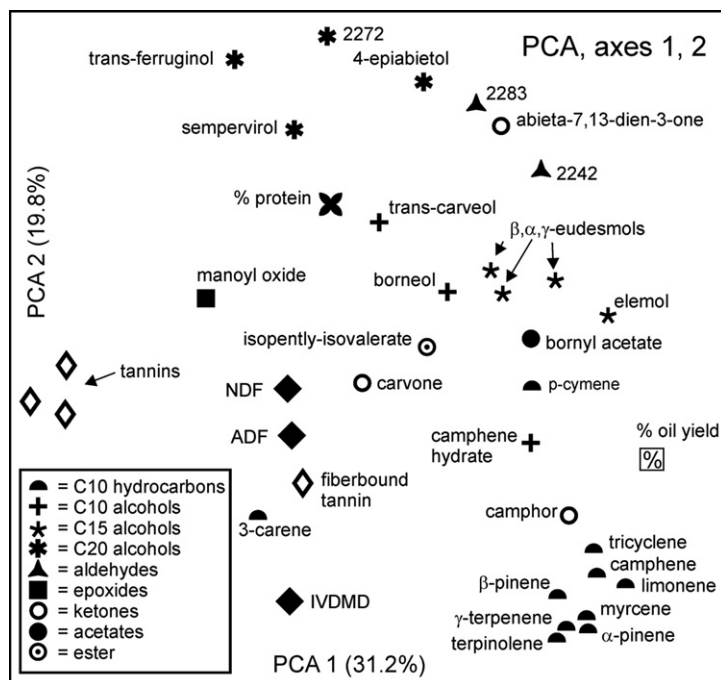 2272
trans-ferruginol
4-epiabietol
PCA, axes 1, 2
2283
abieta-7,13-dien-3-one
sempervirol
2242
% protein
trans-carveol
β,α,γ-eudesmols
PCA 2 (19.8%)
manoyl oxide
borneol
elemol
isopently-isovalerate
bornyl acetate
tannins
NDF
carvone
p-cymene
ADF
camphene
hydrate
% oil yield
%
fiberbound
tannin
3-carene
camphor
tricyclene
camphene
limonene
β-pinene
myrcene
γ-terpenene
α-pinene
terpinolene
IVDMD
PCA 1 (31.2%)
= C10 hydrocarbons
= C10 alcohols
= C15 alcohols
= C20 alcohols
= aldehydes
= epoxides
= ketones
= acetates
= ester